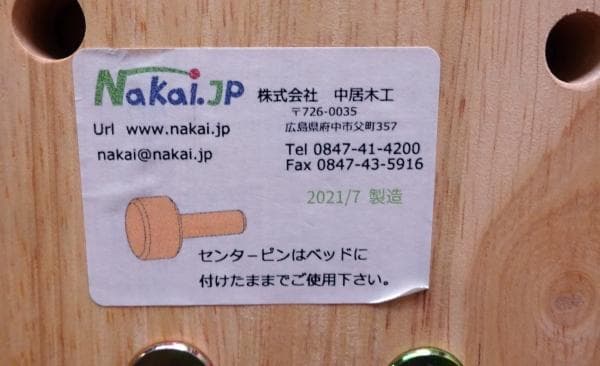 Nakai.JP
株式会社　中居木工
〒726-0035
広島県府中市父町357
Url www.nakai.jp
nakai@nakai.jp
Tel 0847-41-4200
Fax 0847-43-5916
2021/7 製造
センターピンはベッドに
付けたままでご使用下さい。